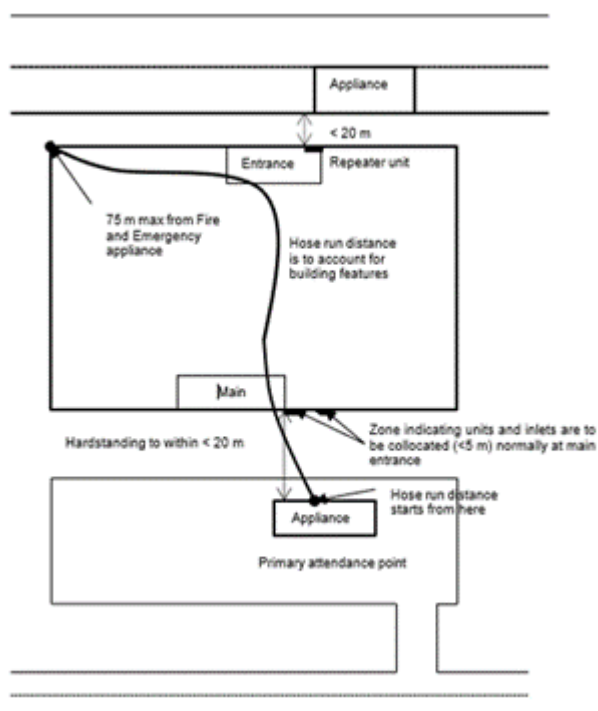 Appliance
< 20 m
Entrance
Repeater unit
75 m max from Fire
and Emergency
appliance
Hose run distance
is to account for
building features
Main
Zone indicating units and inlets are to
be collocated (<5 m) normally at main
entrance
Hardstanding to within < 20 m
Hose run distance
starts from here
Appliance
Primary attendance point